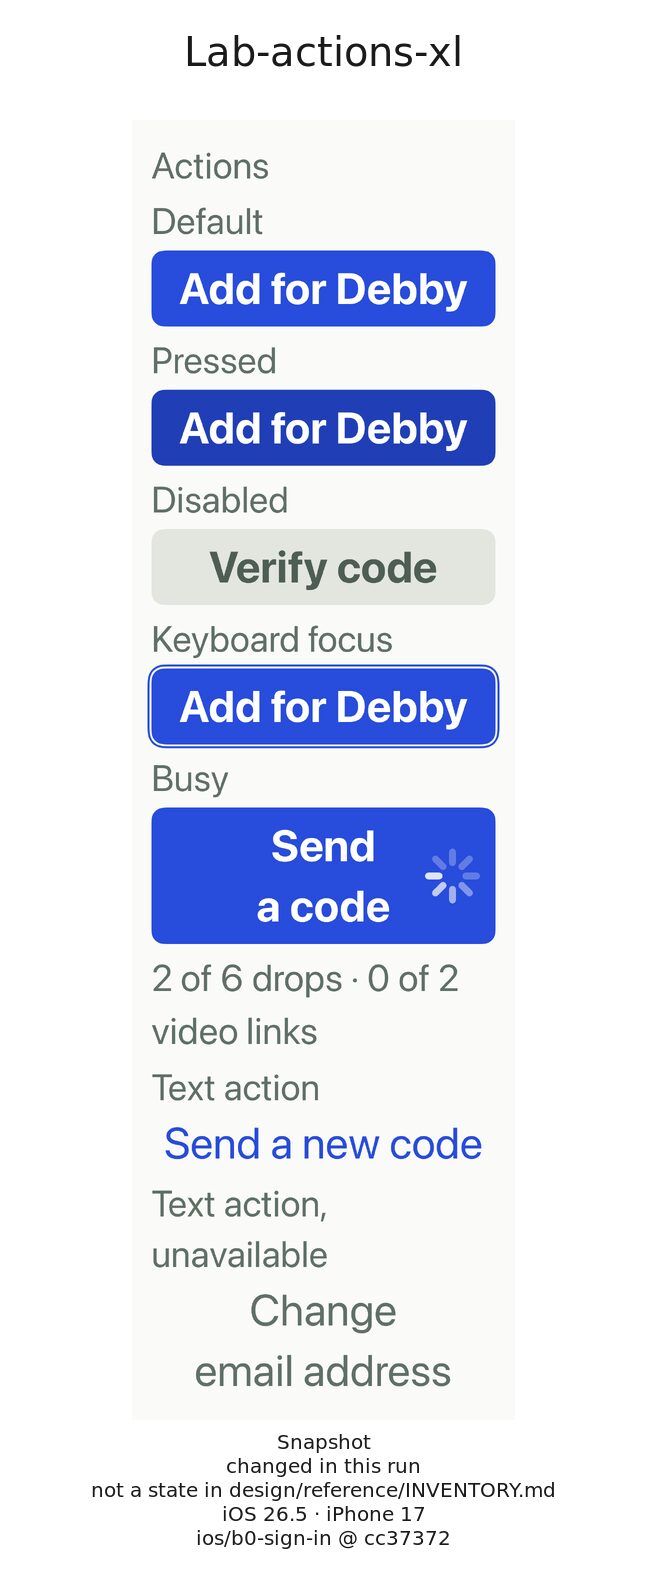 Lab-actions-xl
Actions
Default
Add for Debby
Pressed
Add for Debby
Disabled
Verify code
Keyboard focus
Add for Debby
Busy
Send
a code
2 of 6 drops · 0 of 2
video links
Text action
Send a new code
Text action,
unavailable
Change
email address
Snapshot
changed in this run
not a state in design/reference/INVENTORY.md
iOS 26.5 · iPhone 17
ios/b0-sign-in @ cc37372